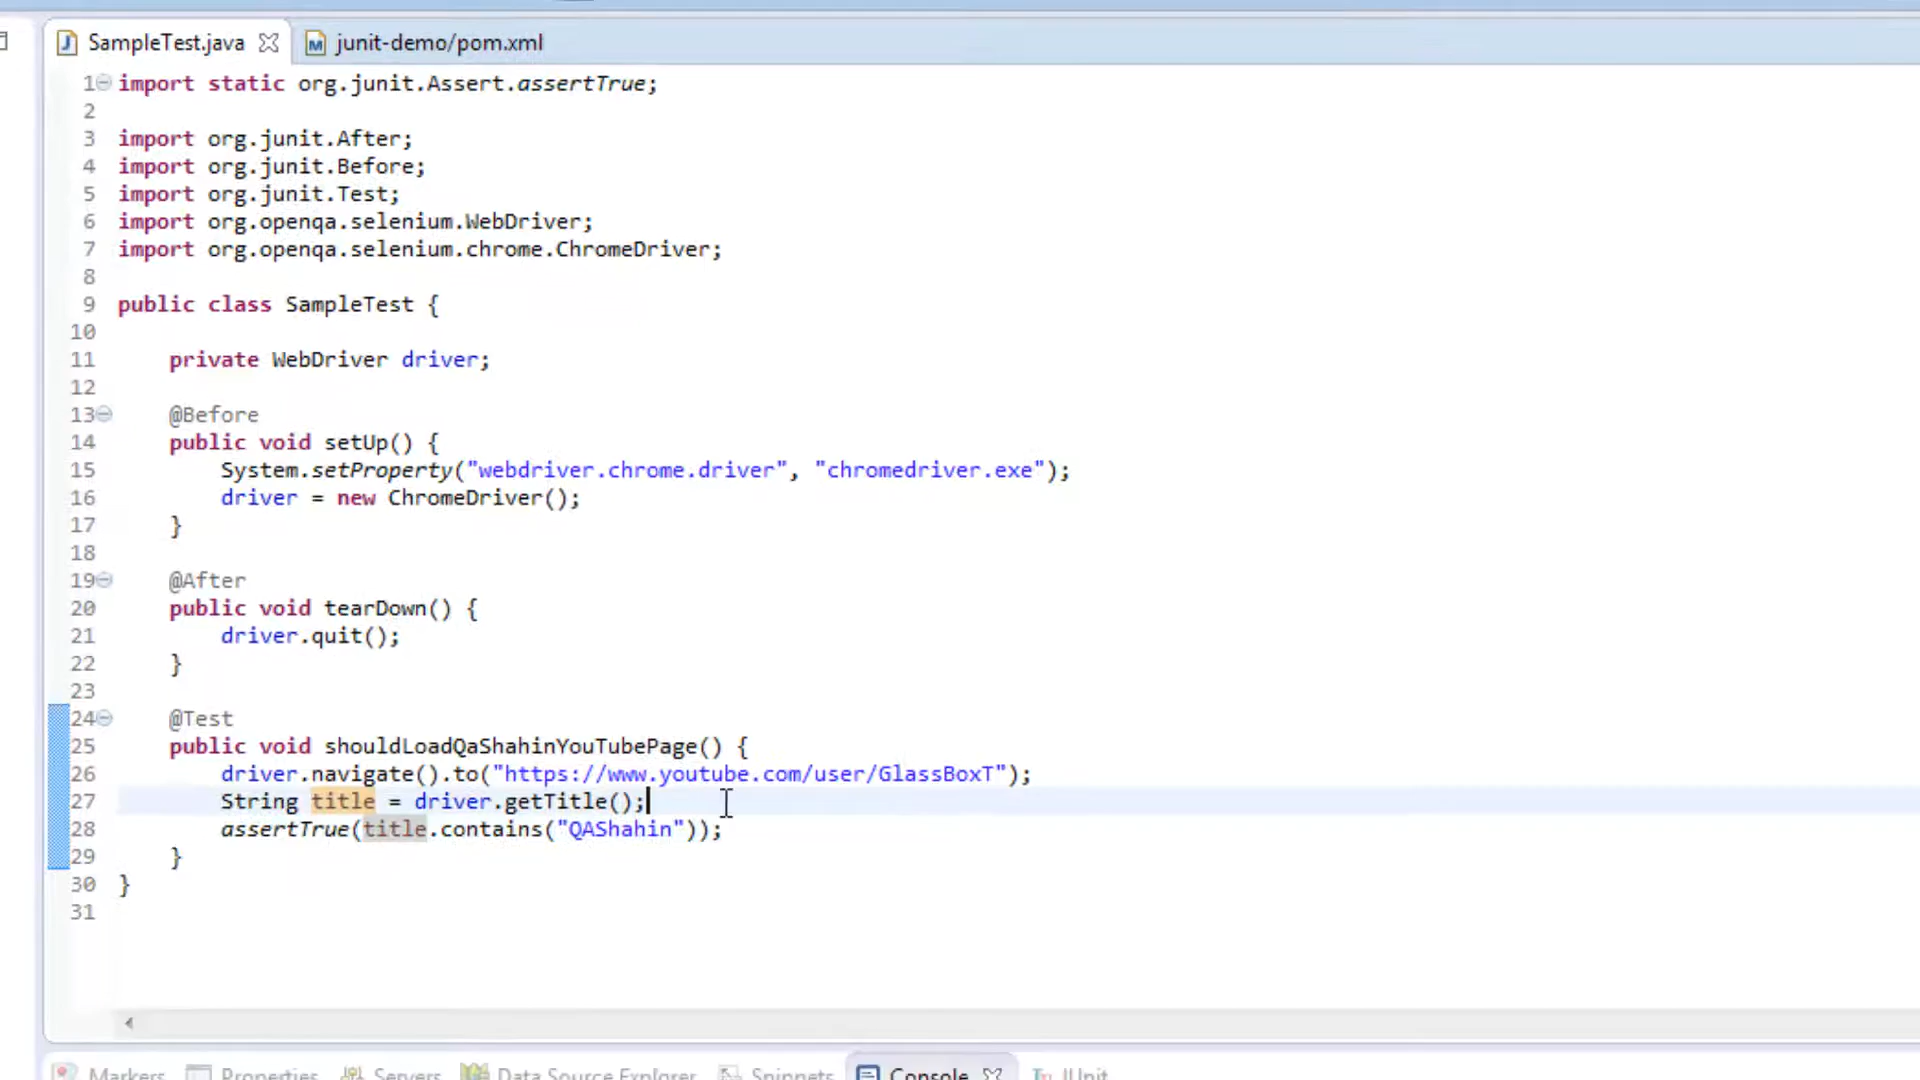 SampleTest.java
junit-demo/pom.xml
1 import static org.junit.Assert.assertTrue;
2
3 import org.junit.After;
4 import org.junit.Before;
5 import org.junit.Test;
6 import org.openqa.selenium.WebDriver;
7 import org.openqa.selenium.chrome.ChromeDriver;
8
9 public class SampleTest {
10
11     private WebDriver driver;
12
13     @Before
14     public void setUp() {
15         System.setProperty("webdriver.chrome.driver", "chromedriver.exe");
16         driver = new ChromeDriver();
17     }
18
19     @After
20     public void tearDown() {
21         driver.quit();
22     }
23
24     @Test
25     public void shouldLoadQaShahinYouTubePage() {
26         driver.navigate().to("https://www.youtube.com/user/GlassBoxT");
27         String title = driver.getTitle();
28         assertTrue(title.contains("QAShahin"));
29     }
30 }
31
Markers Properties Servers Data Source Explorer Snippets Console JUnit